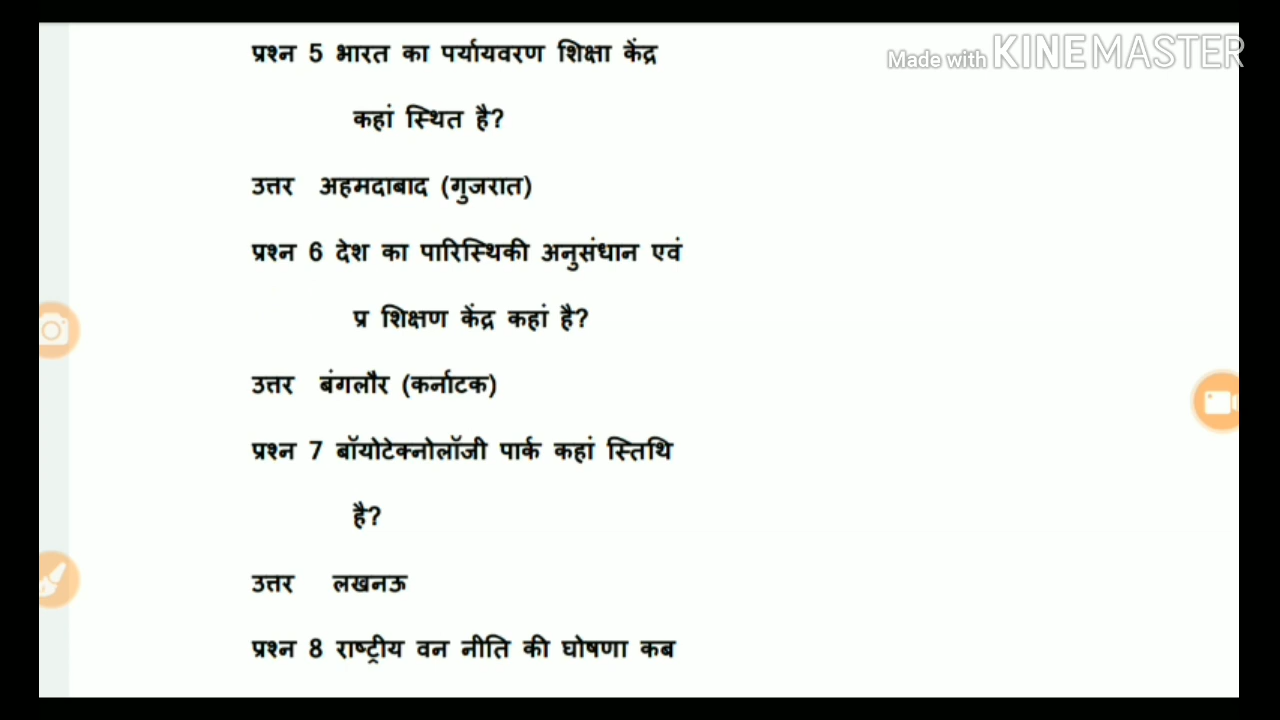 प्रश्न 5 भारत का पर्यायवरण शिक्षा केंद्र
Made with KINEMASTER
कहां स्थित है?
उत्तर अहमदाबाद (गुजरात)
प्रश्न 6 देश का पारिस्थिकी अनुसंधान एवं
प्र शिक्षण केंद्र कहां है?
उत्तर बंगलौर (कर्नाटक)
प्रश्न 7 बॉयोटेक्नोलॉजी पार्क कहां स्तिथि
है?
उत्तर लखनऊ
प्रश्न 8 राष्ट्रीय वन नीति की घोषणा कब